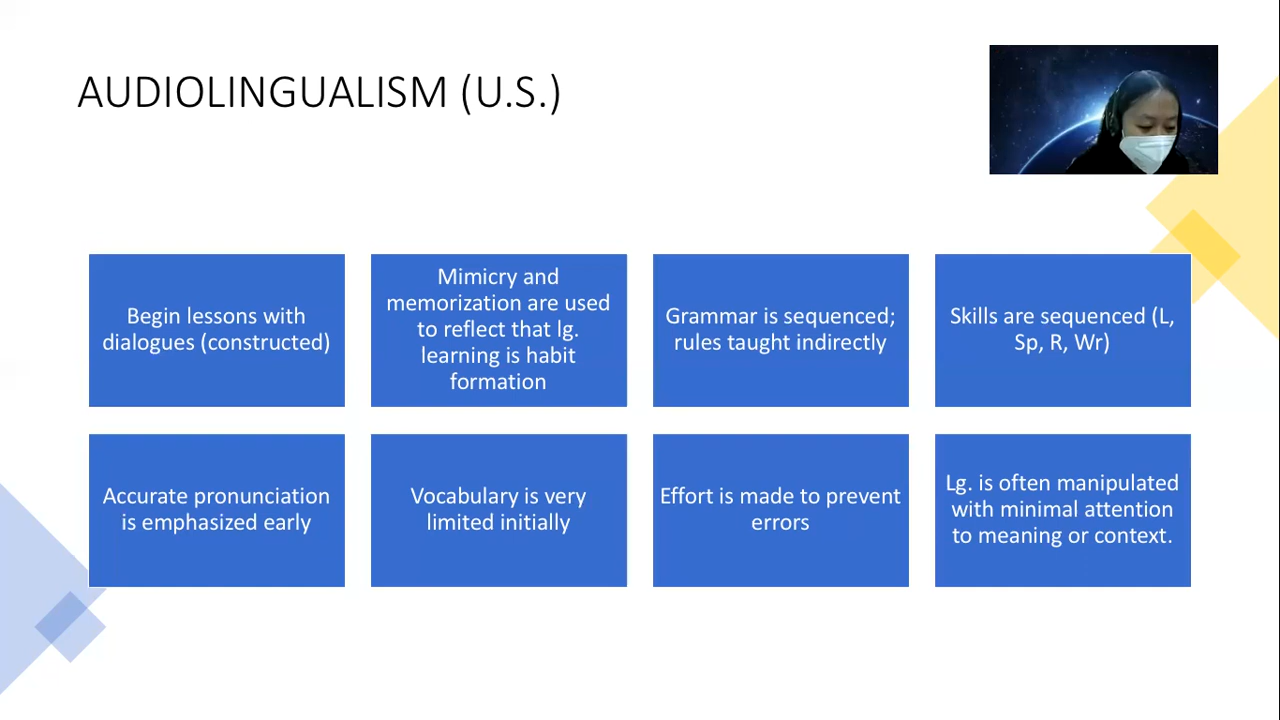 AUDIOLINGUALISM (U.S.)
Begin lessons with
dialogues (constructed)
Mimicry and
memorization are used
to reflect that lg.
learning is habit
formation
Grammar is sequenced;
rules taught indirectly
Skills are sequenced (L,
Sp, R, Wr)
Accurate pronunciation
is emphasized early
Vocabulary is very
limited initially
Effort is made to prevent
errors
Lg. is often manipulated
with minimal attention
to meaning or context.